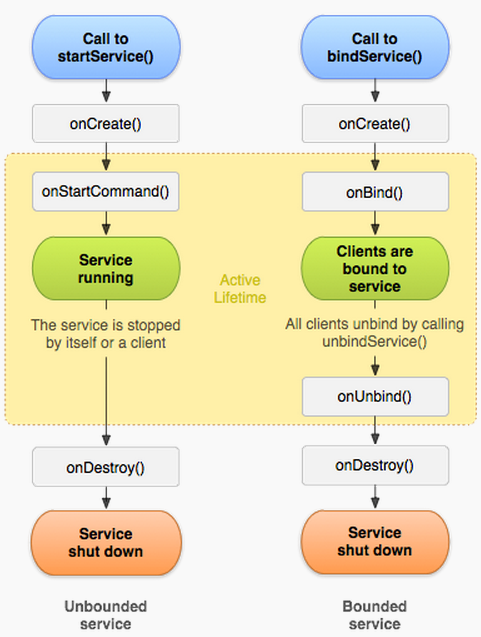 Call to
startService()
onCreate()
onStartCommand()
Service
running
The service is stopped
by itself or a client
onDestroy()
Service
shut down
Unbounded
service
Active
Lifetime
Call to
bindService()
onCreate()
onBind()
Clients are
bound to
service
All clients unbind by calling
unbindService()
onUnbind()
onDestroy()
Service
shut down
Bounded
service